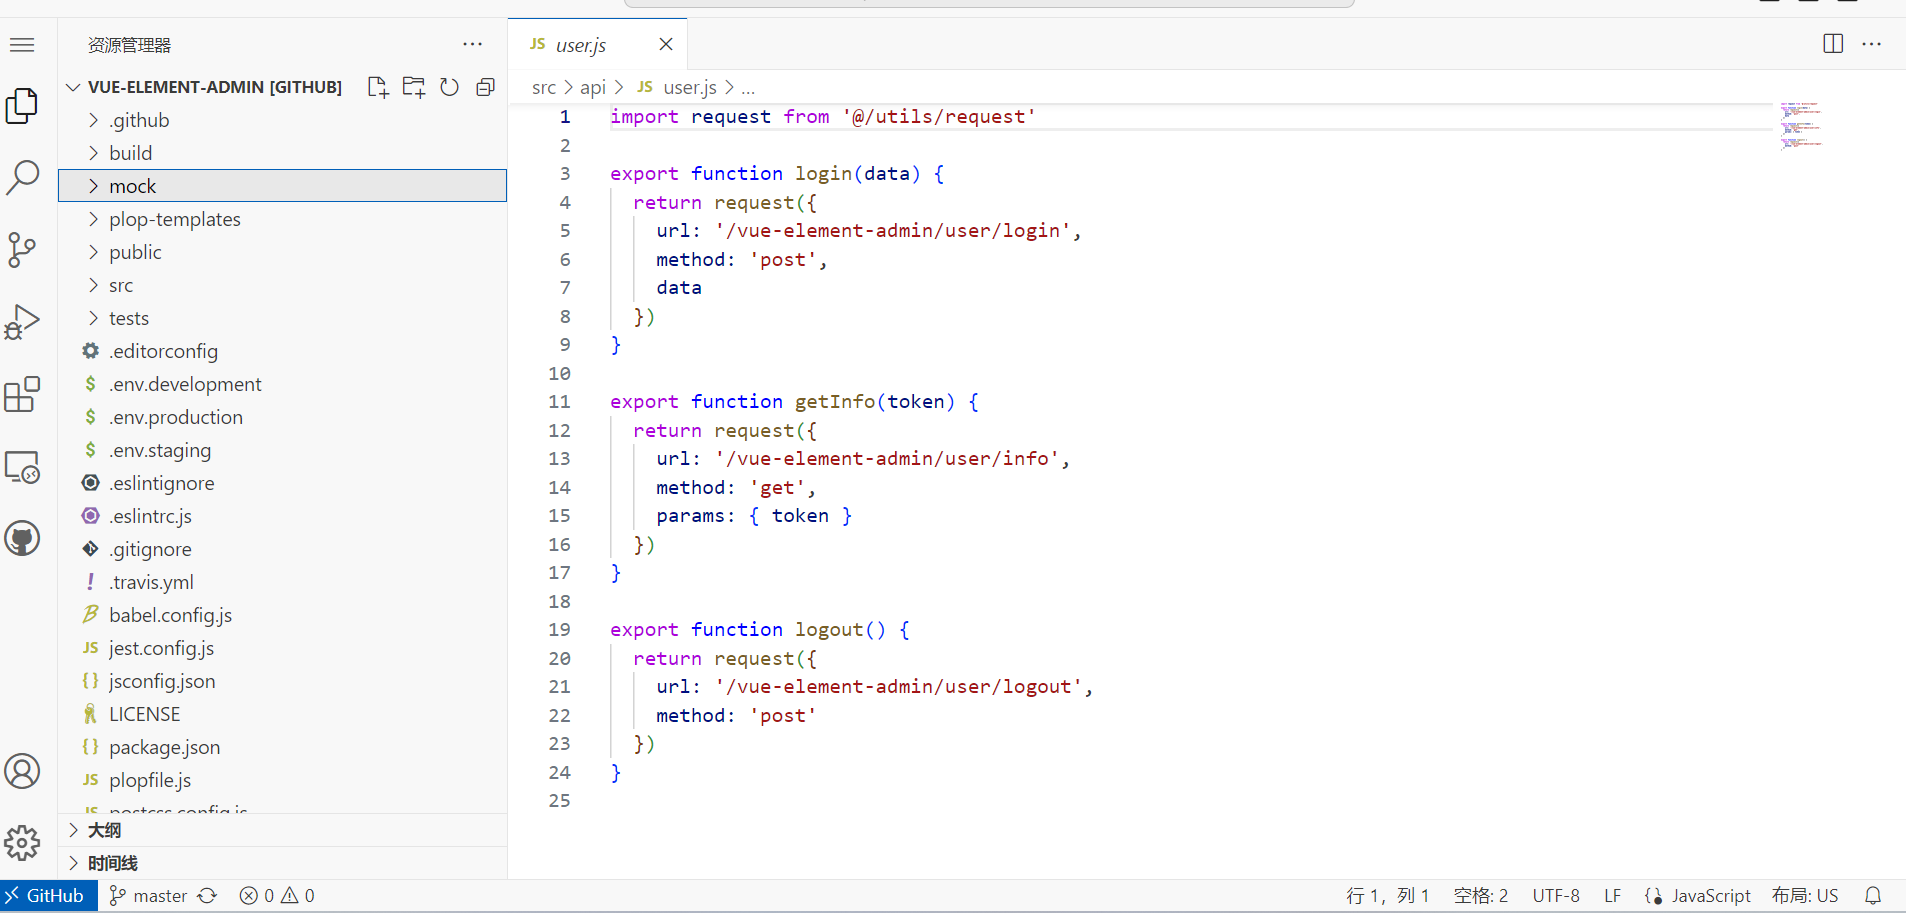 资源管理器
VUE-ELEMENT-ADMIN [GITHUB]
.github
build
mock
plop-templates
public
src
tests
.editorconfig
.env.development
.env.production
.env.staging
.eslintignore
.eslintrc.js
.gitignore
.travis.yml
babel.config.js
JS jest.config.js
{} jsconfig.json
LICENSE
{} package.json
JS plopfile.js
JS postcss.config.js
大纲
时间线
JS user.js
src > api > JS user.js > ...
1 import request from '@/utils/request'
2
3 export function login(data) {
4 return request({
5 url: '/vue-element-admin/user/login',
6 method: 'post',
7 data
8 })
9 }
10
11 export function getInfo(token) {
12 return request({
13 url: '/vue-element-admin/user/info',
14 method: 'get',
15 params: { token }
16 })
17 }
18
19 export function logout() {
20 return request({
21 url: '/vue-element-admin/user/logout',
22 method: 'post'
23 })
24 }
25
GitHub master 0 0 行 1，列 1 空格: 2 UTF-8 LF JavaScript 布局: US